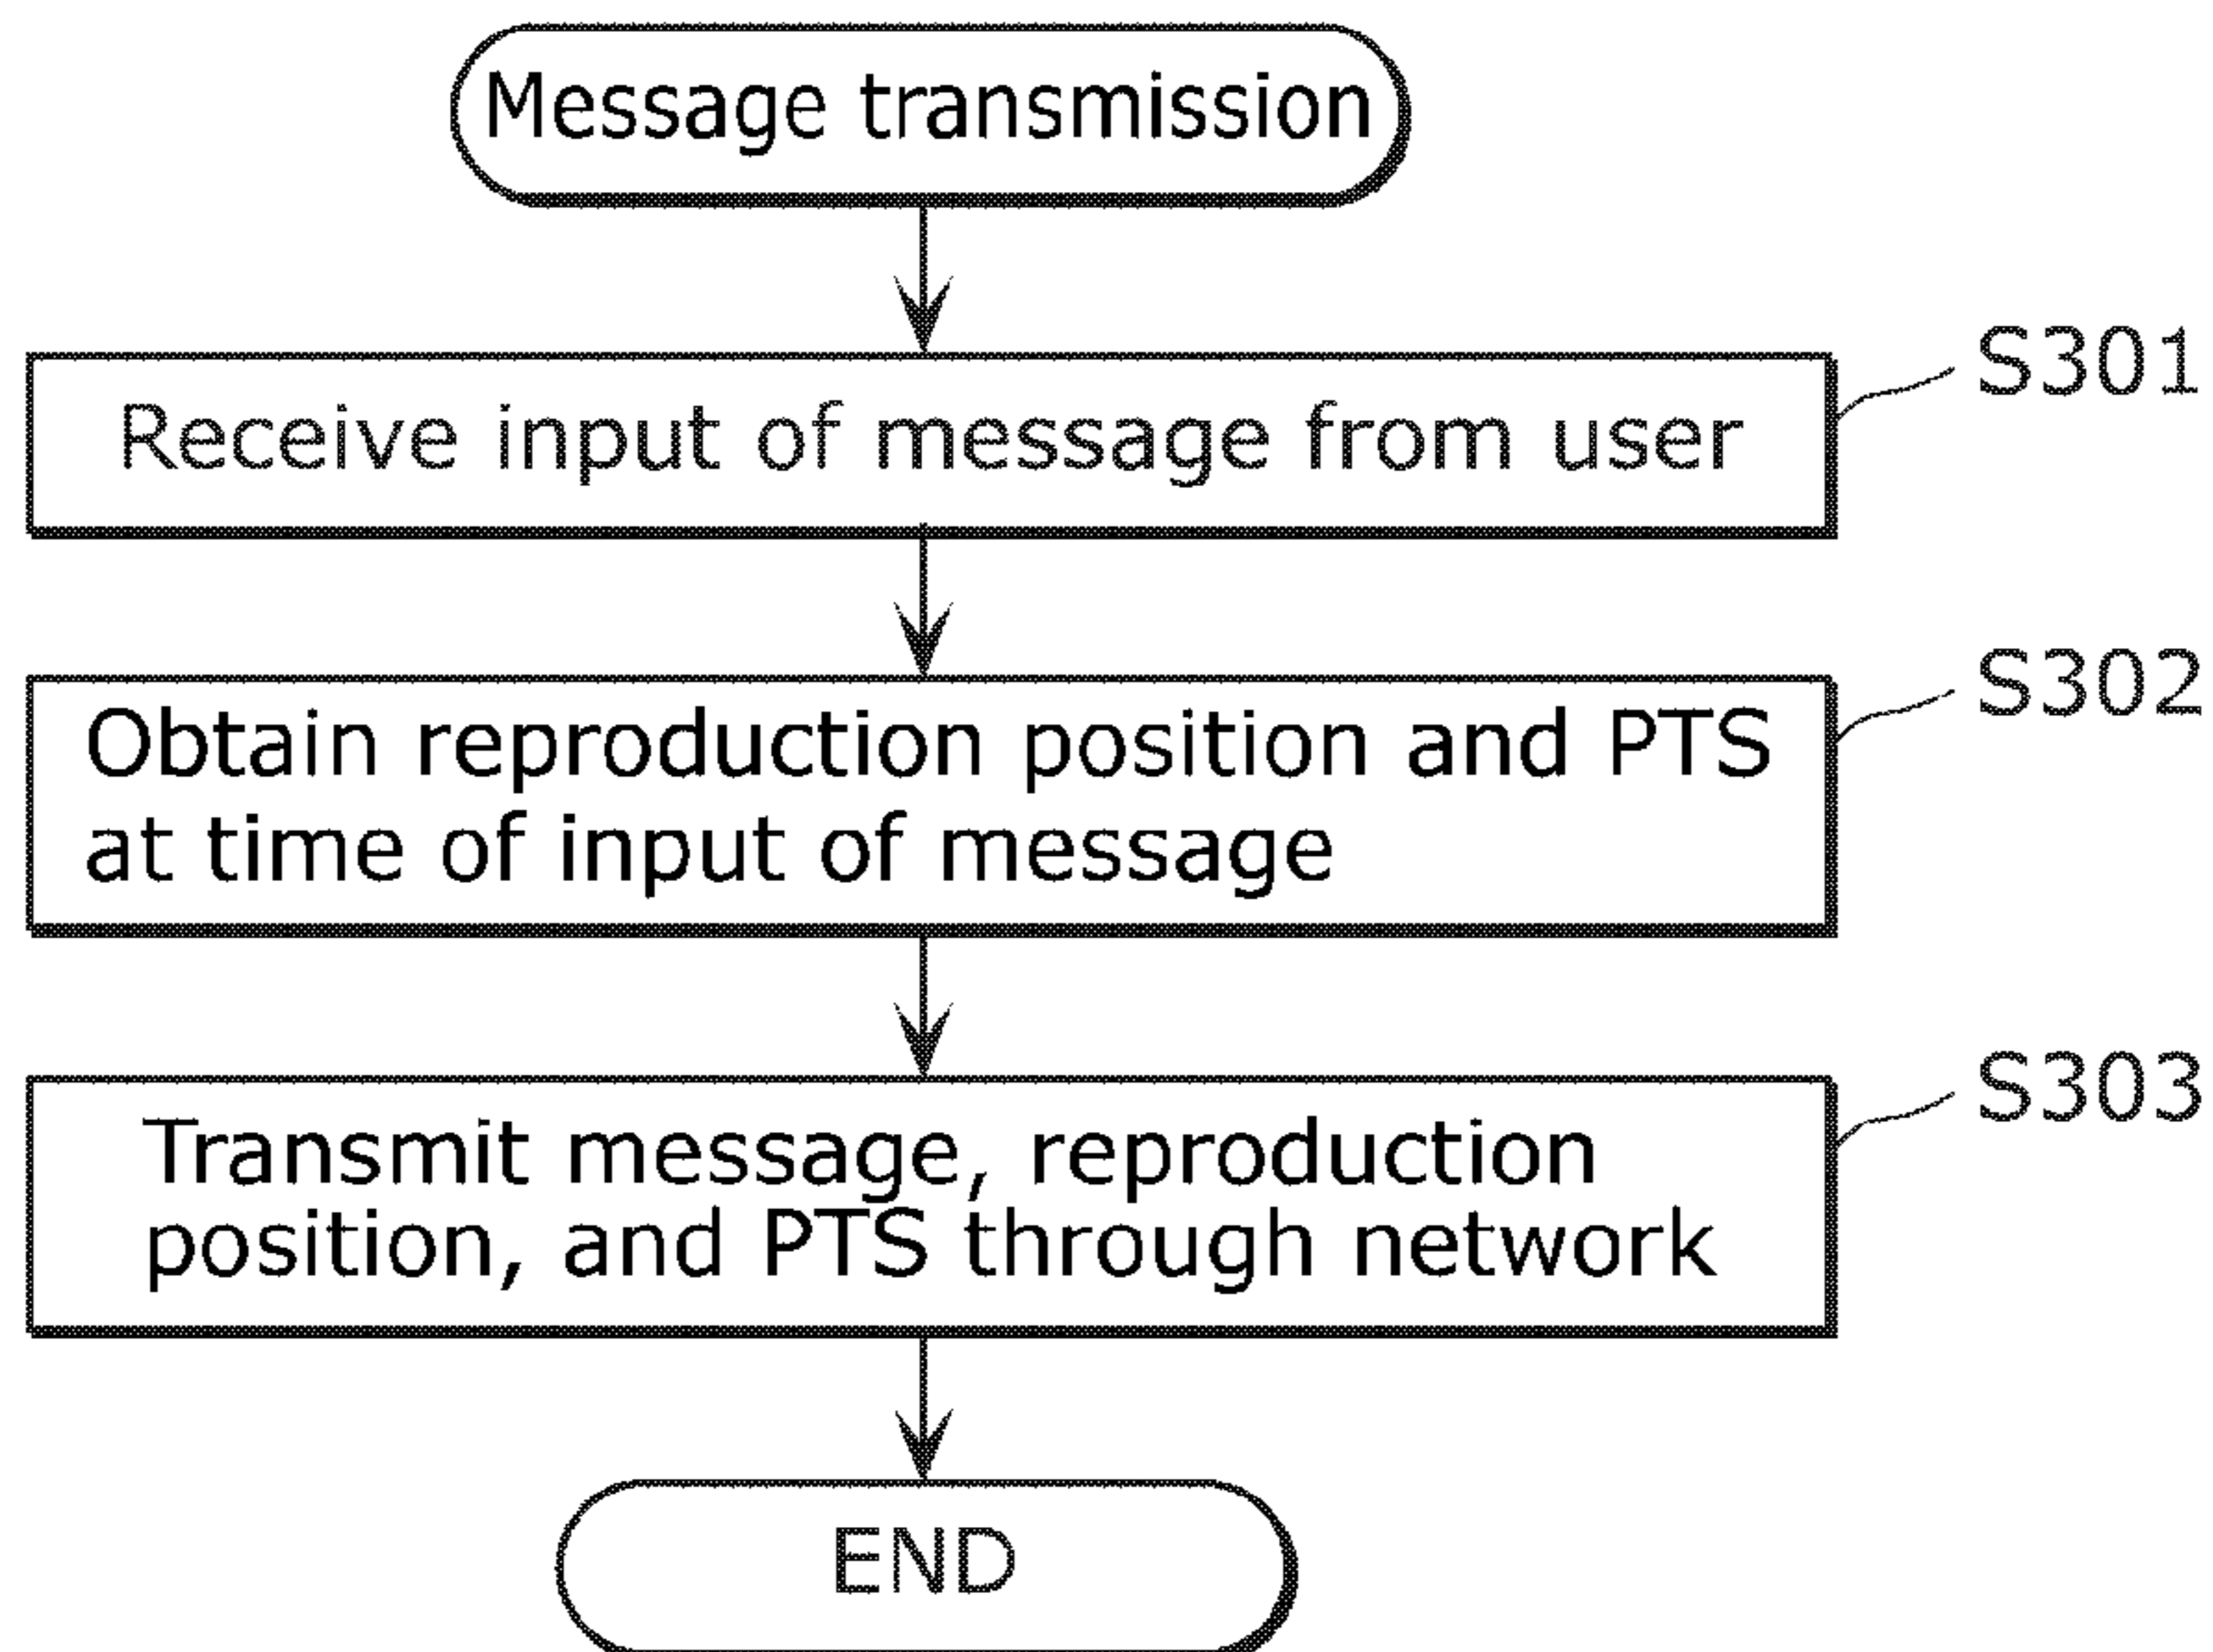 Message transmission
S301
Receive input of message from user
S302
Obtain reproduction position and PTS
at time of input of message
S303
Transmit message, reproduction
position, and PTS through network
END